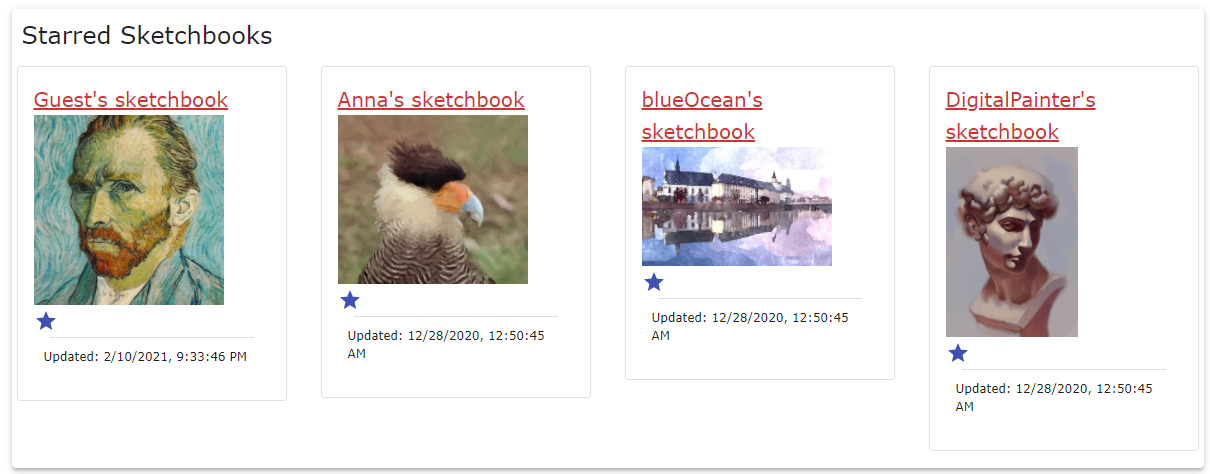 Starred Sketchbooks
Guest's sketchbook
Updated: 2/10/2021, 9:33:46 PM
Anna's sketchbook
Updated: 12/28/2020, 12:50:45
AM
blueOcean's
sketchbook
Updated: 12/28/2020, 12:50:45
AM
DigitalPainter's
sketchbook
Updated: 12/28/2020, 12:50:45
AM